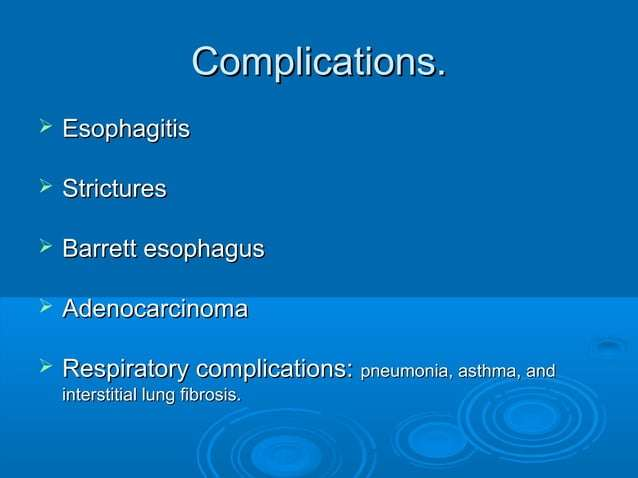 Complications.
➢ Esophagitis
➢ Strictures
➢ Barrett esophagus
➢ Adenocarcinoma
➢ Respiratory complications: pneumonia, asthma, and
interstitial lung fibrosis.